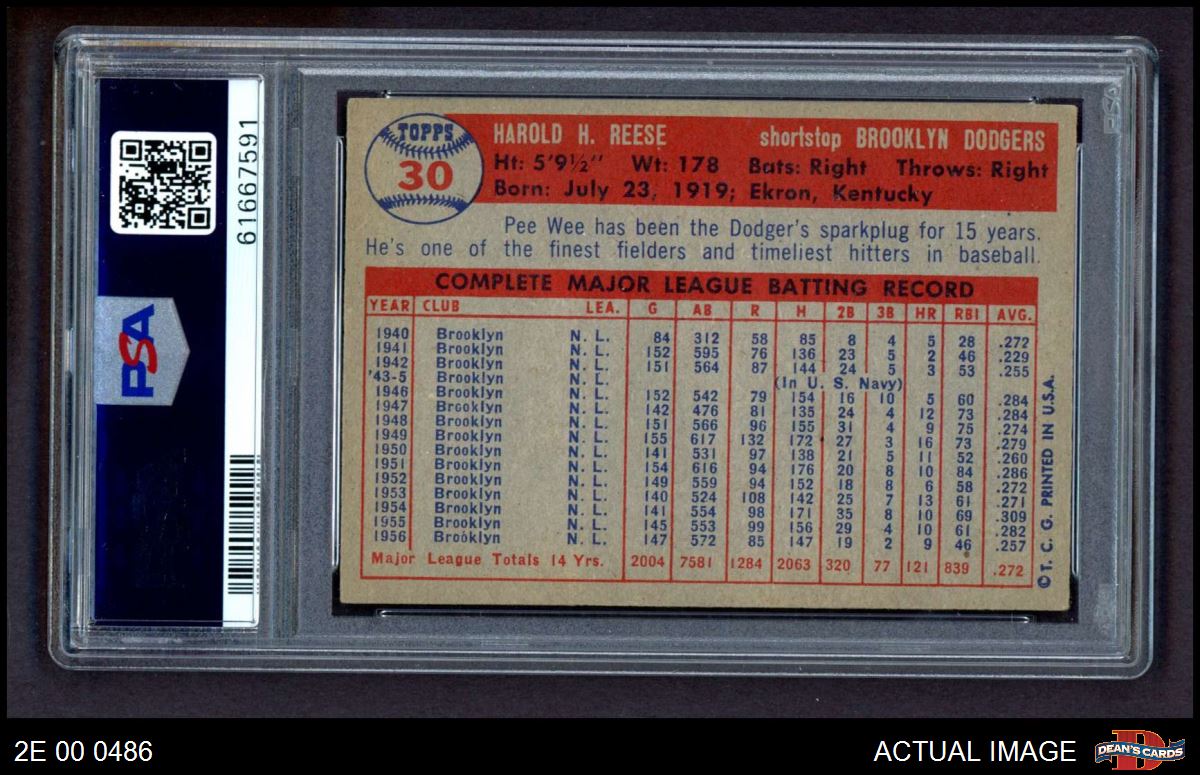 61667591
PSA
PSA
TOPPS
30
HAROLD H. REESE shortstop BROOKLYN DODGERS
Ht: 5'9½" Wt: 178 Bats: Right Throws: Right
Born: July 23, 1919; Ekron, Kentucky
Pee Wee has been the Dodger's sparkplug for 15 years.
He's one of the finest fielders and timeliest hitters in baseball.
COMPLETE MAJOR LEAGUE BATTING RECORD
YEAR CLUB LEA. G AB R H 2B 3B HR RBI AVG.
1940 Brooklyn N. L. 84 312 58 85 8 4 5 28 .272
1941 Brooklyn N. L. 152 595 76 136 23 5 2 46 .229
1942 Brooklyn N. L. 151 564 87 144 24 5 3 53 .255
'43-5 Brooklyn N. L. (In U. S. Navy)
1946 Brooklyn N. L. 152 542 79 154 16 10 5 60 .284
1947 Brooklyn N. L. 142 476 81 135 24 4 12 73 .284
1948 Brooklyn N. L. 151 566 96 155 31 4 9 75 .274
1949 Brooklyn N. L. 155 617 132 172 27 3 16 73 .279
1950 Brooklyn N. L. 141 531 97 138 21 5 11 52 .260
1951 Brooklyn N. L. 154 616 94 176 20 8 10 84 .286
1952 Brooklyn N. L. 149 559 94 152 18 8 6 58 .272
1953 Brooklyn N. L. 140 524 108 142 25 7 13 61 .271
1954 Brooklyn N. L. 141 554 98 171 35 8 10 69 .309
1955 Brooklyn N. L. 145 553 99 156 29 4 10 61 .282
1956 Brooklyn N. L. 147 572 85 147 19 2 9 46 .257
Major League Totals 14 Yrs. 2004 7581 1284 2063 320 77 121 839 .272
© T. C. G. PRINTED IN U.S.A.
2E 00 0486
ACTUAL IMAGE
DEAN'S CARDS